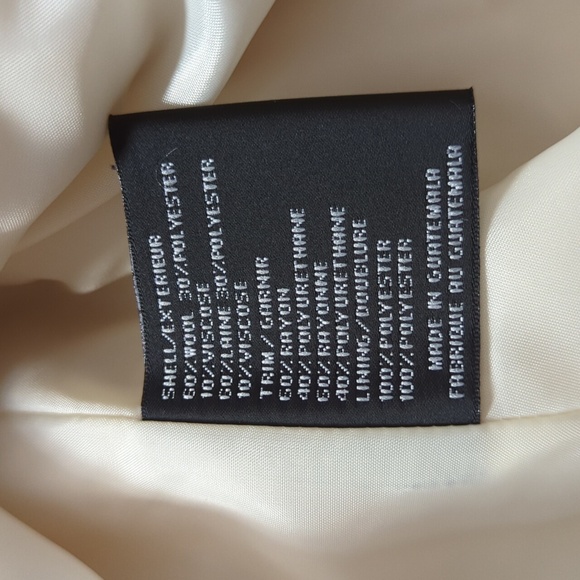 SHELL/EXTERIEUR
60%WOOL 30%POLYESTER
10%VISCOSE
60%LAINE 30%POLYESTER
10%VISCOSE
TRIM/GARNIR
60%RAYON
40%POLYURETHANE
60%RAYONNE
40%POLYURETHANE
LINING/DOUBLURE
100%POLYESTER
100%POLYESTER
MADE IN GUATEMALA
FABRIQUE AU GUATEMALA